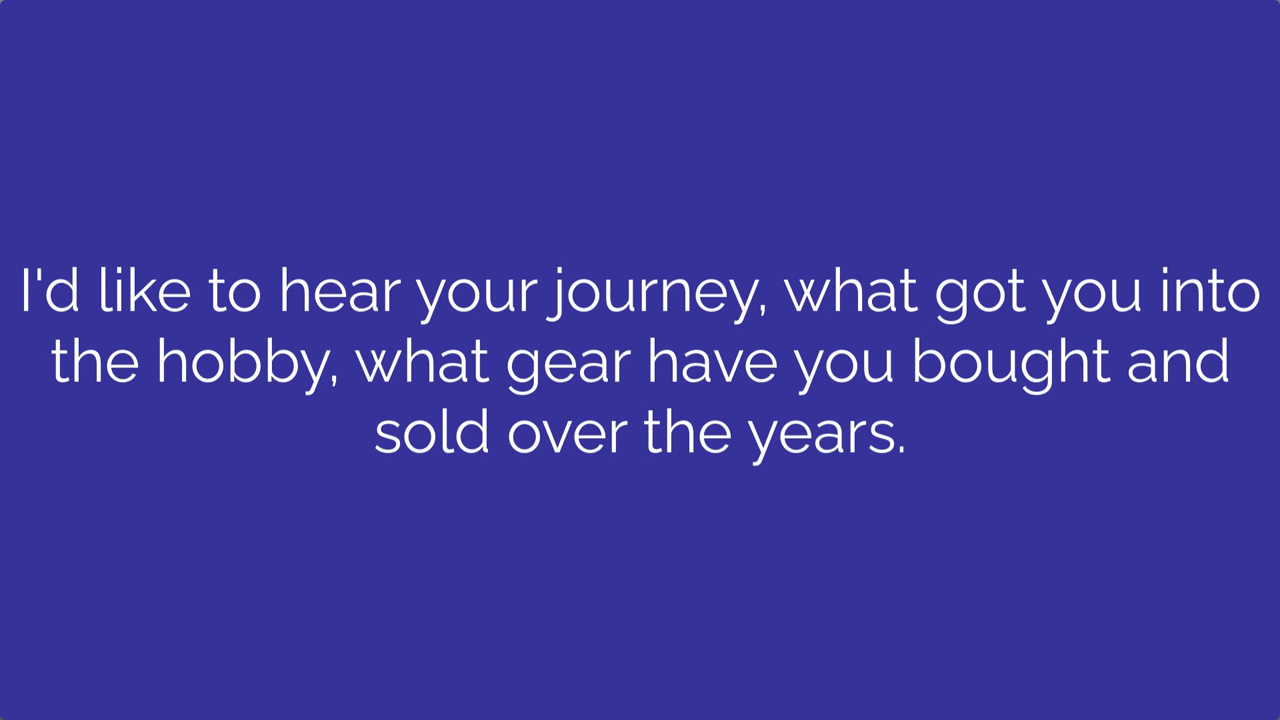 I'd like to hear your journey, what got you into
the hobby, what gear have you bought and
sold over the years.